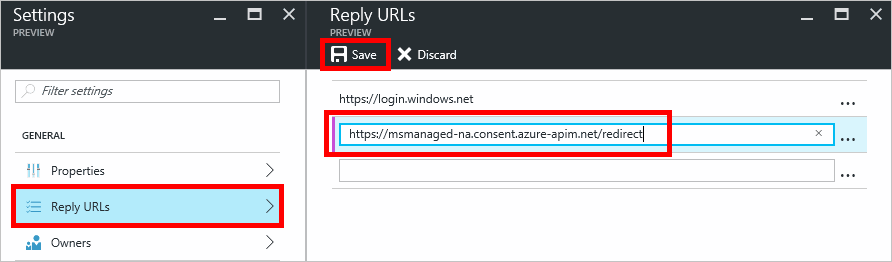 Settings
PREVIEW
Filter settings
GENERAL
Properties
Reply URLs
Owners
Reply URLs
PREVIEW
Save
Discard
https://login.windows.net
https://msmanaged-na.consent.azure-apim.net/redirect